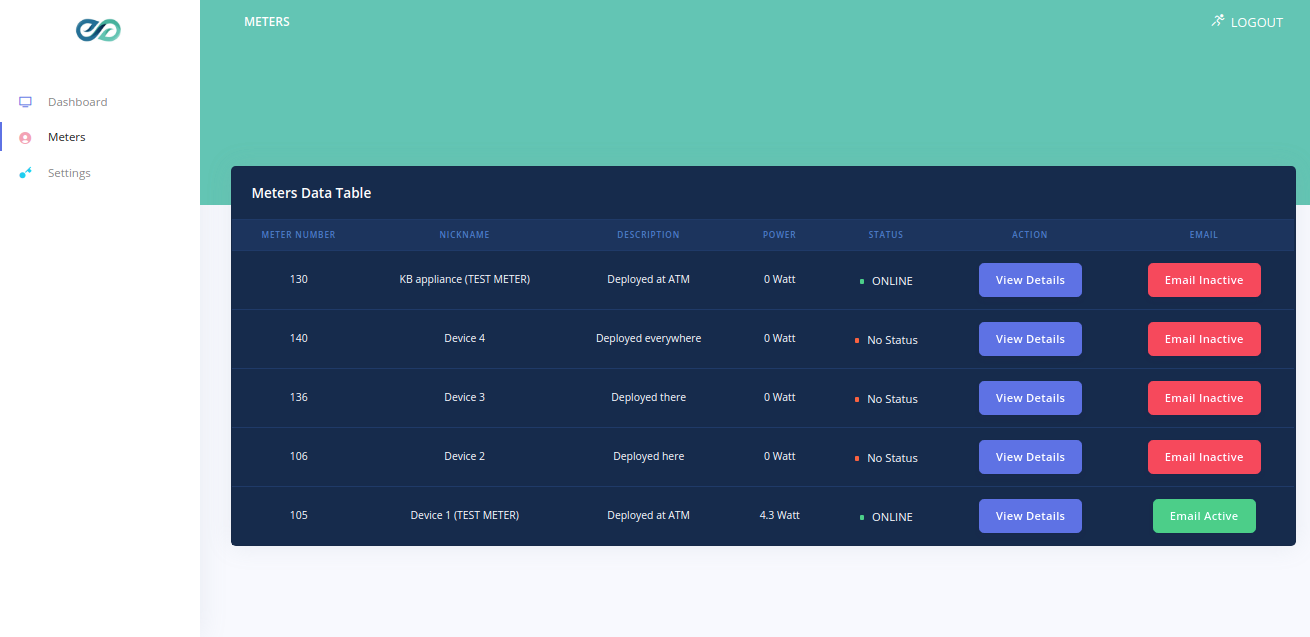 METERS
LOGOUT
Dashboard
Meters
Settings
Meters Data Table
METER NUMBER NICKNAME DESCRIPTION POWER STATUS ACTION EMAIL
130 KB appliance (TEST METER) Deployed at ATM 0 Watt ONLINE View Details Email Inactive
140 Device 4 Deployed everywhere 0 Watt No Status View Details Email Inactive
136 Device 3 Deployed there 0 Watt No Status View Details Email Inactive
106 Device 2 Deployed here 0 Watt No Status View Details Email Inactive
105 Device 1 (TEST METER) Deployed at ATM 4.3 Watt ONLINE View Details Email Active